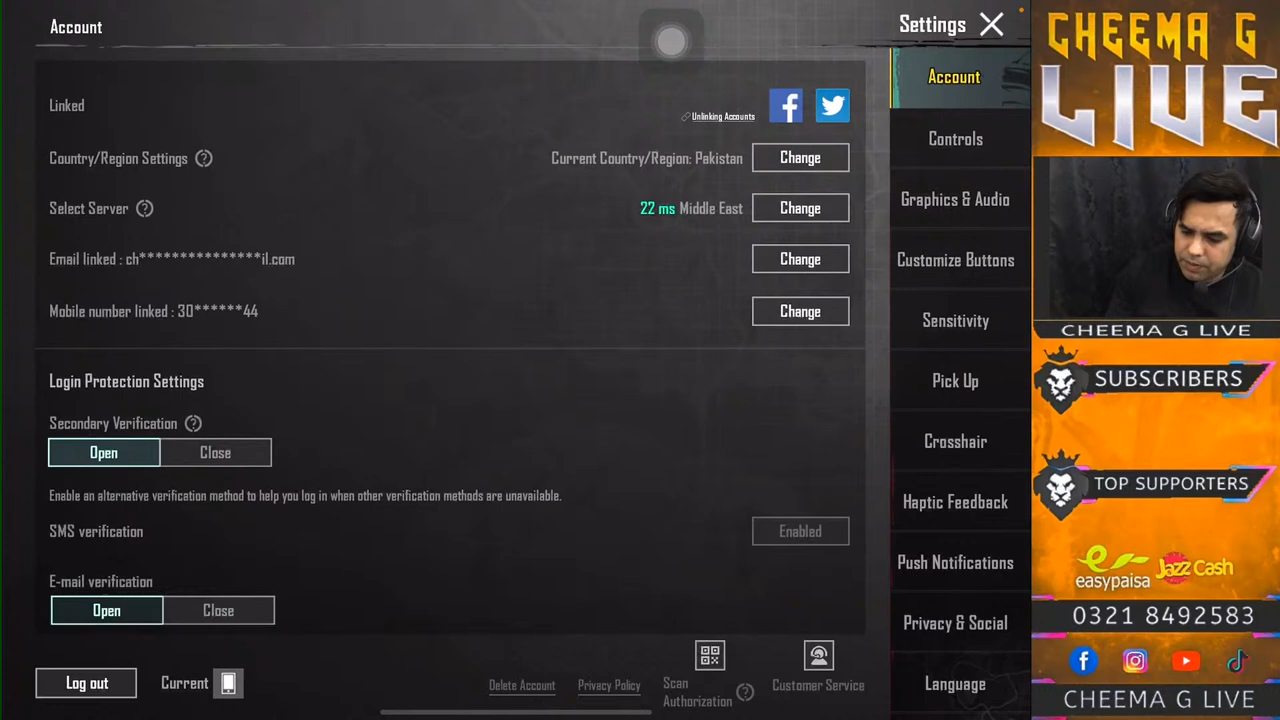 Account
Linked
Unlinking Accounts
Country/Region Settings
Current Country/Region: Pakistan
Change
Select Server
22 ms Middle East
Change
Email linked : ch***************il.com
Change
Mobile number linked : 30******44
Change
Login Protection Settings
Secondary Verification
Open
Close
Enable an alternative verification method to help you log in when other verification methods are unavailable.
SMS verification
Enabled
E-mail verification
Open
Close
Log out
Current
Delete Account
Privacy Policy
Scan
Authorization
Customer Service
Settings
Account
Controls
Graphics & Audio
Customize Buttons
Sensitivity
Pick Up
Crosshair
Haptic Feedback
Push Notifications
Privacy & Social
Language
CHEEMA G
LIVE
CHEEMA G LIVE
SUBSCRIBERS
TOP SUPPORTERS
easypaisa
JazzCash
0321 8492583
CHEEMA G LIVE